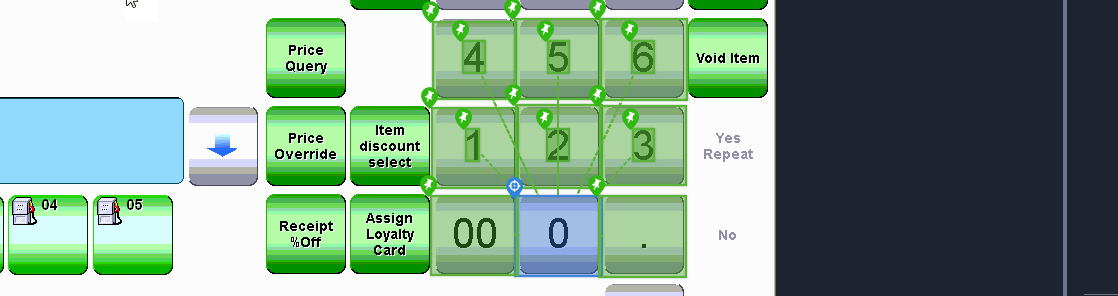 Price
Query
4
5
6
Void Item
Price
Override
Item
discount
select
1
2
3
Yes
Repeat
04
05
Receipt
%Off
Assign
Loyalty
Card
00
0
.
No